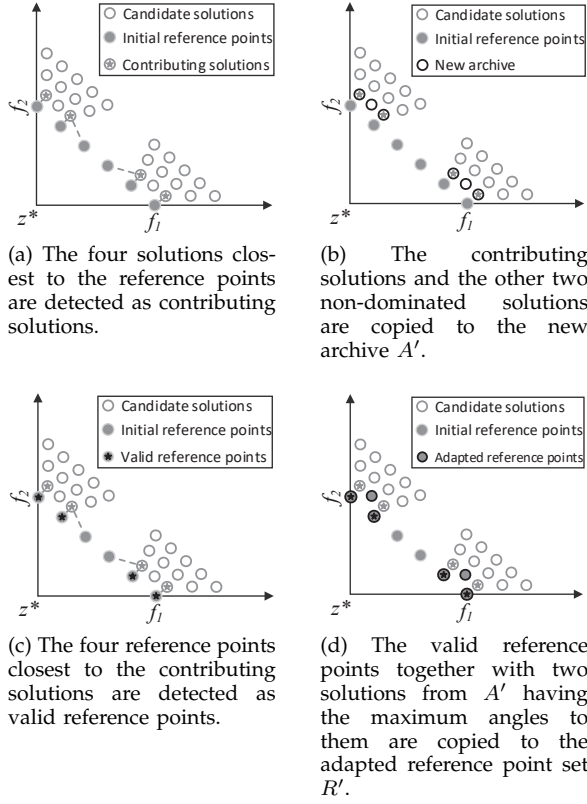 Candidate solutions
Initial reference points
Contributing solutions
f2
z*
f1
(a) The four solutions clos-
est to the reference points
are detected as contributing
solutions.
Candidate solutions
Initial reference points
New archive
f2
z*
f1
(b) The contributing
solutions and the other two
non-dominated solutions
are copied to the new
archive A′.
Candidate solutions
Initial reference points
Valid reference points
f2
z*
f1
(c) The four reference points
closest to the contributing
solutions are detected as
valid reference points.
Candidate solutions
Initial reference points
Adapted reference points
f2
z*
f1
(d) The valid reference
points together with two
solutions from A′ having
the maximum angles to
them are copied to the
adapted reference point set
R′.